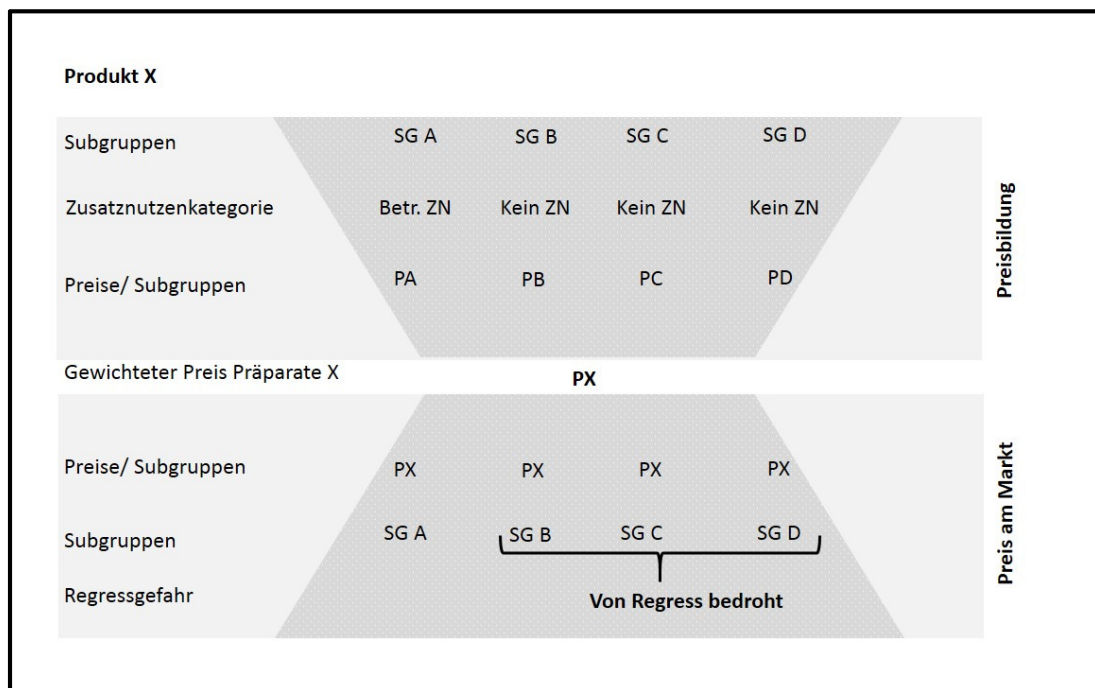 Produkt X
Subgruppen SG A SG B SG C SG D
Zusatznutzenkategorie Betr. ZN Kein ZN Kein ZN Kein ZN
Preise/ Subgruppen PA PB PC PD
Preisbildung
Gewichteter Preis Präparate X PX
Preise/ Subgruppen PX PX PX PX
Subgruppen SG A SG B SG C SG D
Regressgefahr Von Regress bedroht
Preis am Markt